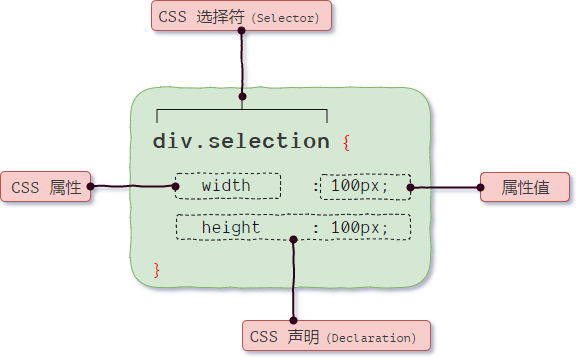 CSS 选择符（Selector）
div.selection {
CSS 属性
width : 100px;
属性值
height : 100px;
}
CSS 声明（Declaration）